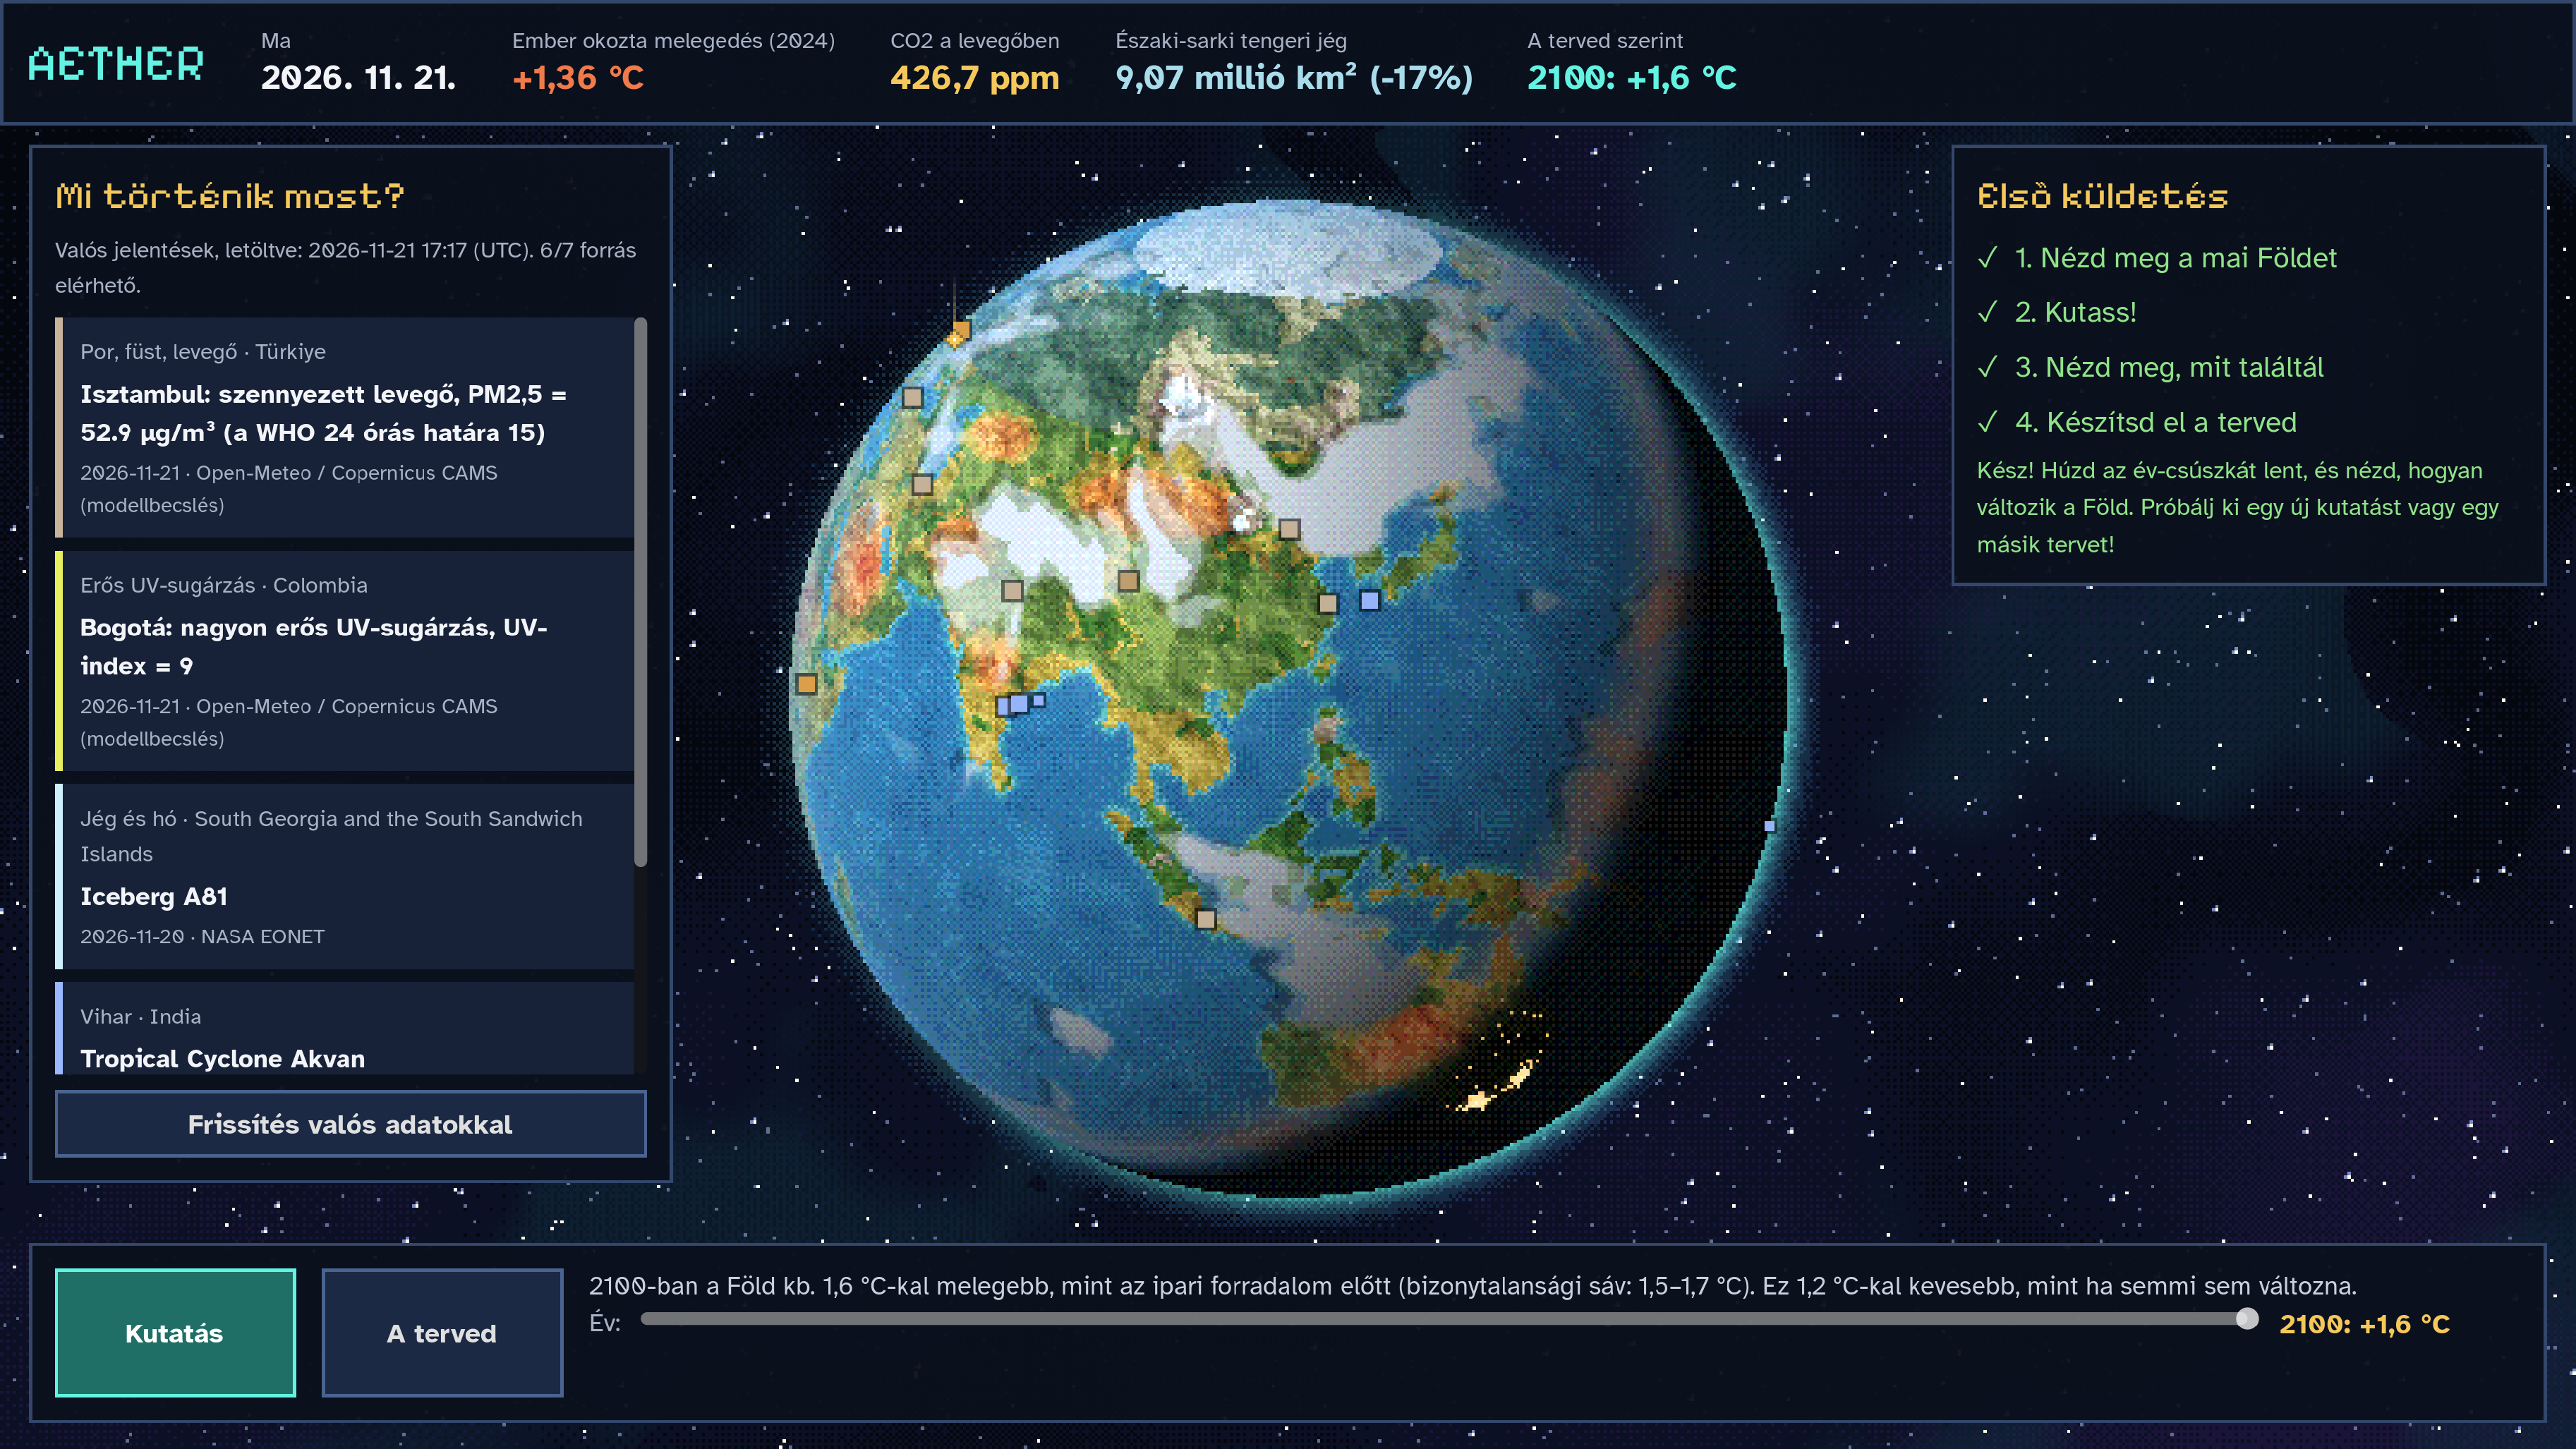 AETHER
Ma
2026. 11. 21.
Ember okozta melegedés (2024)
+1,36 °C
CO2 a levegőben
426,7 ppm
Északi-sarki tengeri jég
9,07 millió km² (-17%)
A terved szerint
2100: +1,6 °C
Mi történik most?
Valós jelentések, letöltve: 2026-11-21 17:17 (UTC). 6/7 forrás
elérhető.
Por, füst, levegő · Türkiye
Isztambul: szennyezett levegő, PM2,5 =
52.9 µg/m³ (a WHO 24 órás határa 15)
2026-11-21 · Open-Meteo / Copernicus CAMS
(modellbecslés)
Erős UV-sugárzás · Colombia
Bogotá: nagyon erős UV-sugárzás, UV-
index = 9
2026-11-21 · Open-Meteo / Copernicus CAMS
(modellbecslés)
Jég és hó · South Georgia and the South Sandwich
Islands
Iceberg A81
2026-11-20 · NASA EONET
Vihar · India
Tropical Cyclone Akvan
Frissítés valós adatokkal
Első küldetés
✓ 1. Nézd meg a mai Földet
✓ 2. Kutass!
✓ 3. Nézd meg, mit találtál
✓ 4. Készítsd el a terved
Kész! Húzd az év-csúszkát lent, és nézd, hogyan
változik a Föld. Próbálj ki egy új kutatást vagy egy
másik tervet!
Kutatás
A terved
2100-ban a Föld kb. 1,6 °C-kal melegebb, mint az ipari forradalom előtt (bizonytalansági sáv: 1,5–1,7 °C). Ez 1,2 °C-kal kevesebb, mint ha semmi sem változna.
Év:
2100: +1,6 °C